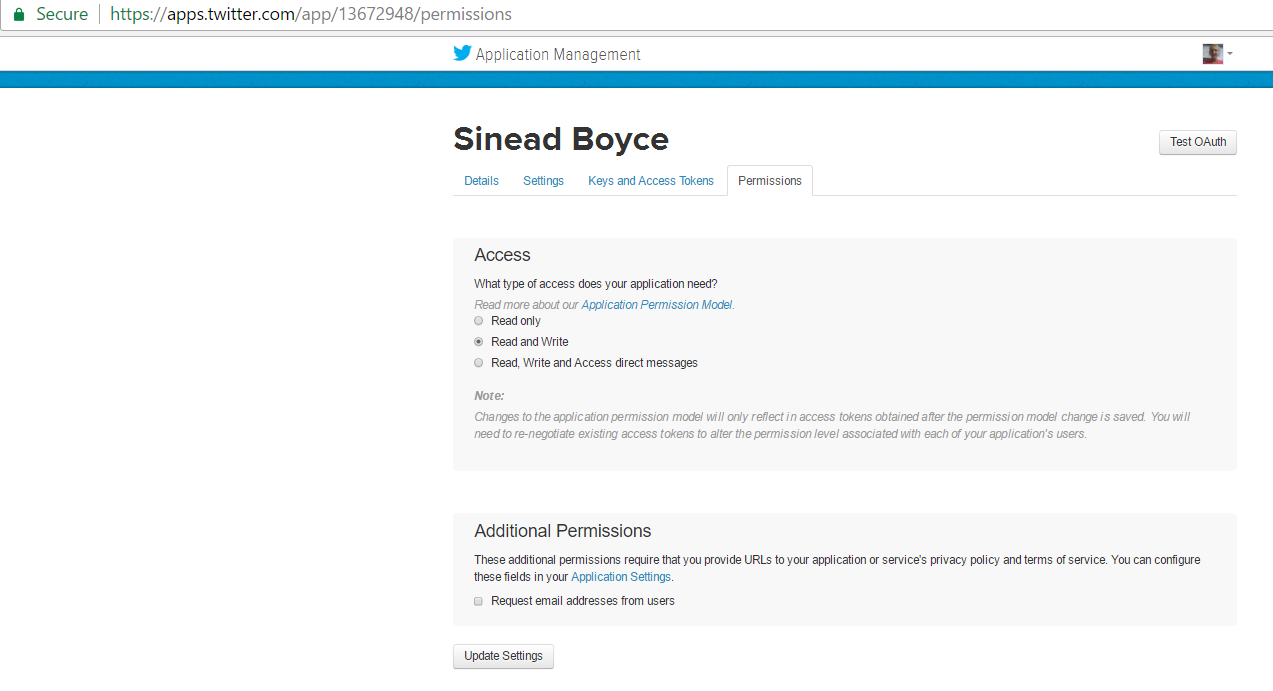 Secure https://apps.twitter.com/app/13672948/permissions
Application Management
Sinead Boyce
Test OAuth
Details Settings Keys and Access Tokens Permissions
Access
What type of access does your application need?
Read more about our Application Permission Model.
Read only
Read and Write
Read, Write and Access direct messages
Note:
Changes to the application permission model will only reflect in access tokens obtained after the permission model change is saved. You will
need to re-negotiate existing access tokens to alter the permission level associated with each of your application's users.
Additional Permissions
These additional permissions require that you provide URLs to your application or service's privacy policy and terms of service. You can configure
these fields in your Application Settings.
Request email addresses from users
Update Settings